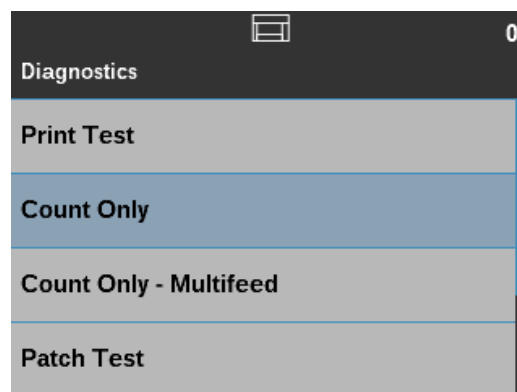 0
Diagnostics
Print Test
Count Only
Count Only - Multifeed
Patch Test